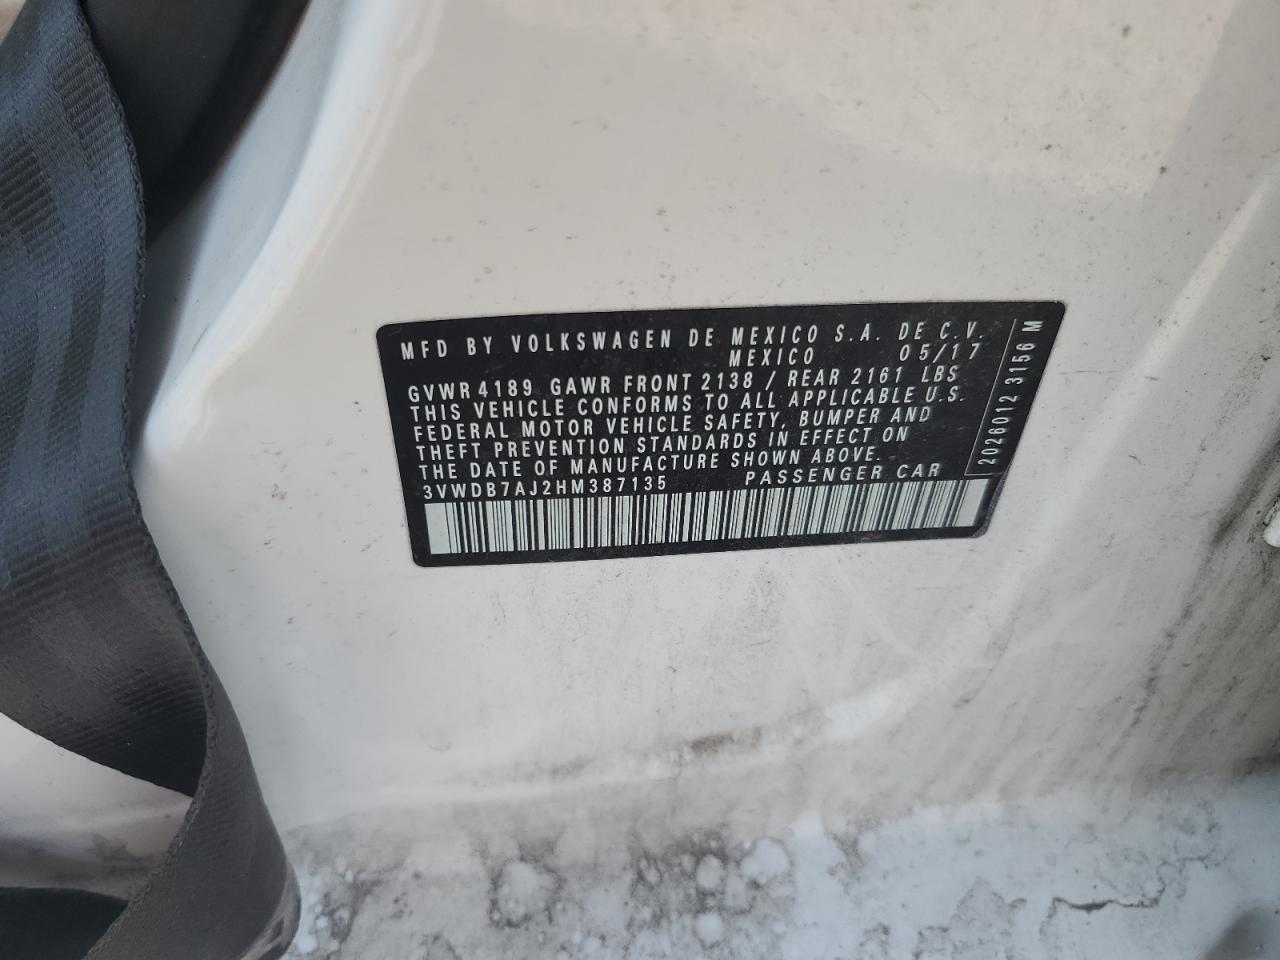 MFD BY VOLKSWAGEN DE MEXICO S.A. DE C.V.
MEXICO 05/17
GVWR 4189 GAWR FRONT 2138 / REAR 2161 LBS
THIS VEHICLE CONFORMS TO ALL APPLICABLE U.S.
FEDERAL MOTOR VEHICLE SAFETY, BUMPER AND
THEFT PREVENTION STANDARDS IN EFFECT ON
THE DATE OF MANUFACTURE SHOWN ABOVE.
3VWDB7AJ2HM387135 PASSENGER CAR
2026012 3156 M